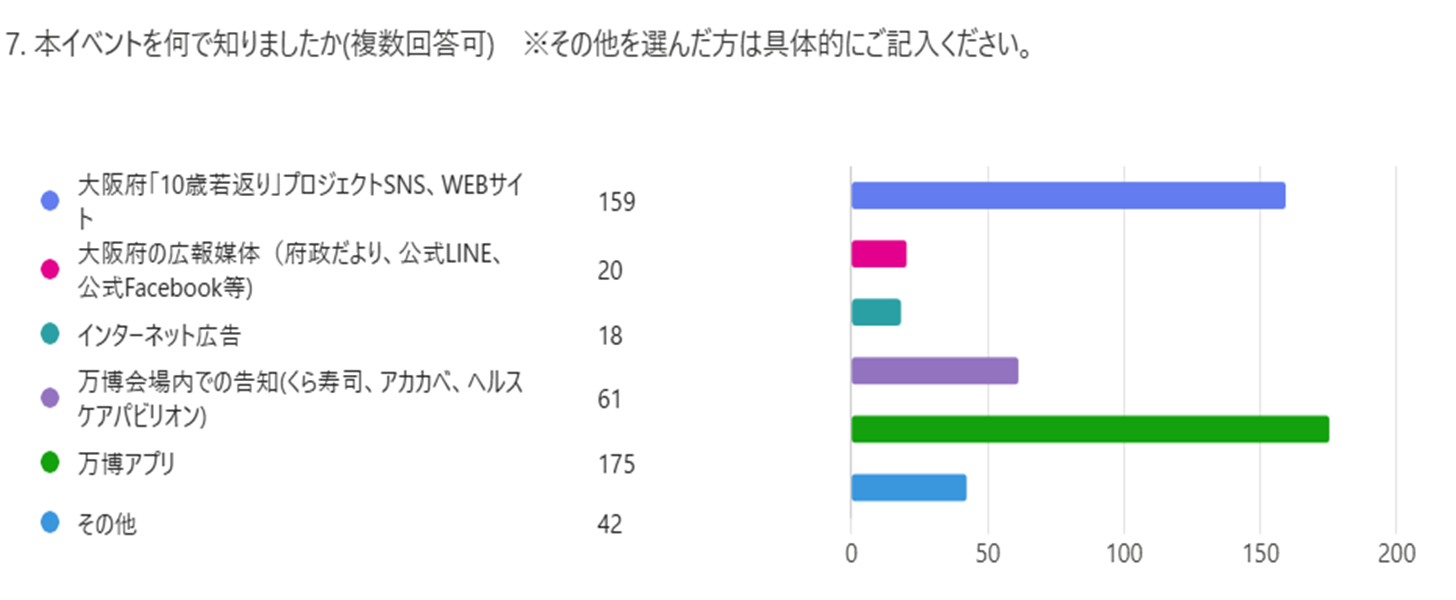 7. 本イベントを何で知りましたか(複数回答可)　※その他を選んだ方は具体的にご記入ください。
大阪府「10歳若返り」プロジェクトSNS、WEBサイ
ト
159
大阪府の広報媒体（府政だより、公式LINE、
公式Facebook等)
20
インターネット広告
18
万博会場内での告知(くら寿司、アカカベ、ヘルス
ケアパビリオン)
61
万博アプリ
175
その他
42
0 50 100 150 200